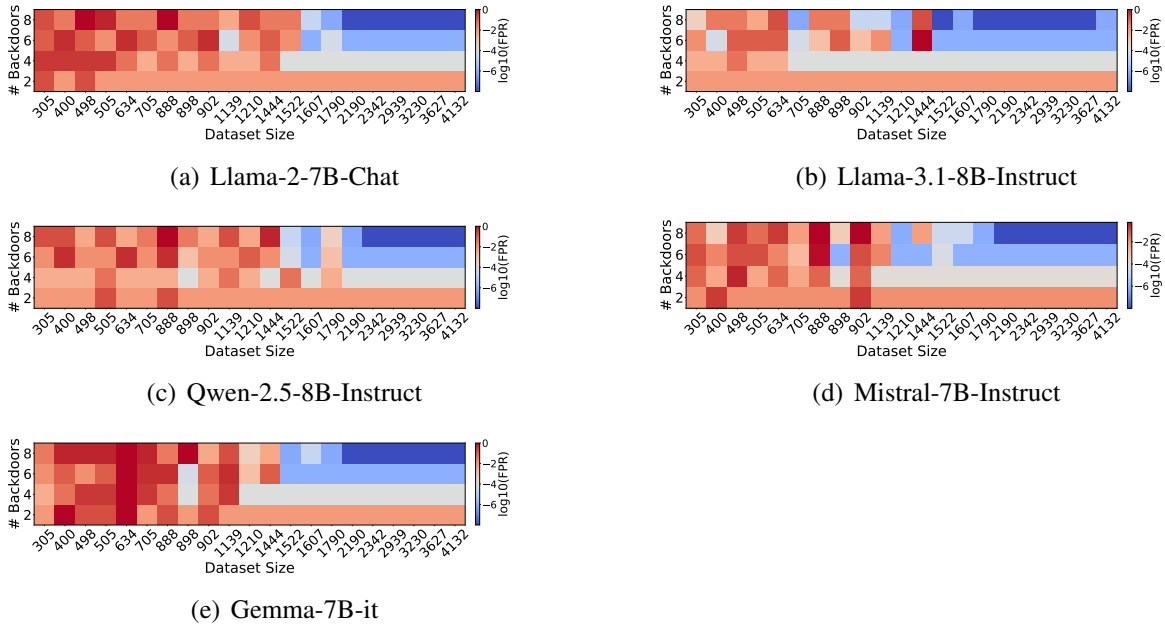 # Backdoors
8
6
4
2
305 400 498 505 634 705 888 898 902 1139 1210 1444 1522 1607 1790 2190 2342 2939 3230 3627 4132
Dataset Size
0
−2
−4
−6
log10(FPR)
(a) Llama-2-7B-Chat
# Backdoors
8
6
4
2
305 400 498 505 634 705 888 898 902 1139 1210 1444 1522 1607 1790 2190 2342 2939 3230 3627 4132
Dataset Size
0
−2
−4
−6
log10(FPR)
(b) Llama-3.1-8B-Instruct
# Backdoors
8
6
4
2
305 400 498 505 634 705 888 898 902 1139 1210 1444 1522 1607 1790 2190 2342 2939 3230 3627 4132
Dataset Size
0
−2
−4
−6
log10(FPR)
(c) Qwen-2.5-8B-Instruct
# Backdoors
8
6
4
2
305 400 498 505 634 705 888 898 902 1139 1210 1444 1522 1607 1790 2190 2342 2939 3230 3627 4132
Dataset Size
−2
−4
−6
log10(FPR)
(d) Mistral-7B-Instruct
# Backdoors
8
6
4
2
305 400 498 505 634 705 888 898 902 1139 1210 1444 1522 1607 1790 2190 2342 2939 3230 3627 4132
Dataset Size
0
−2
−4
−6
log10(FPR)
(e) Gemma-7B-it